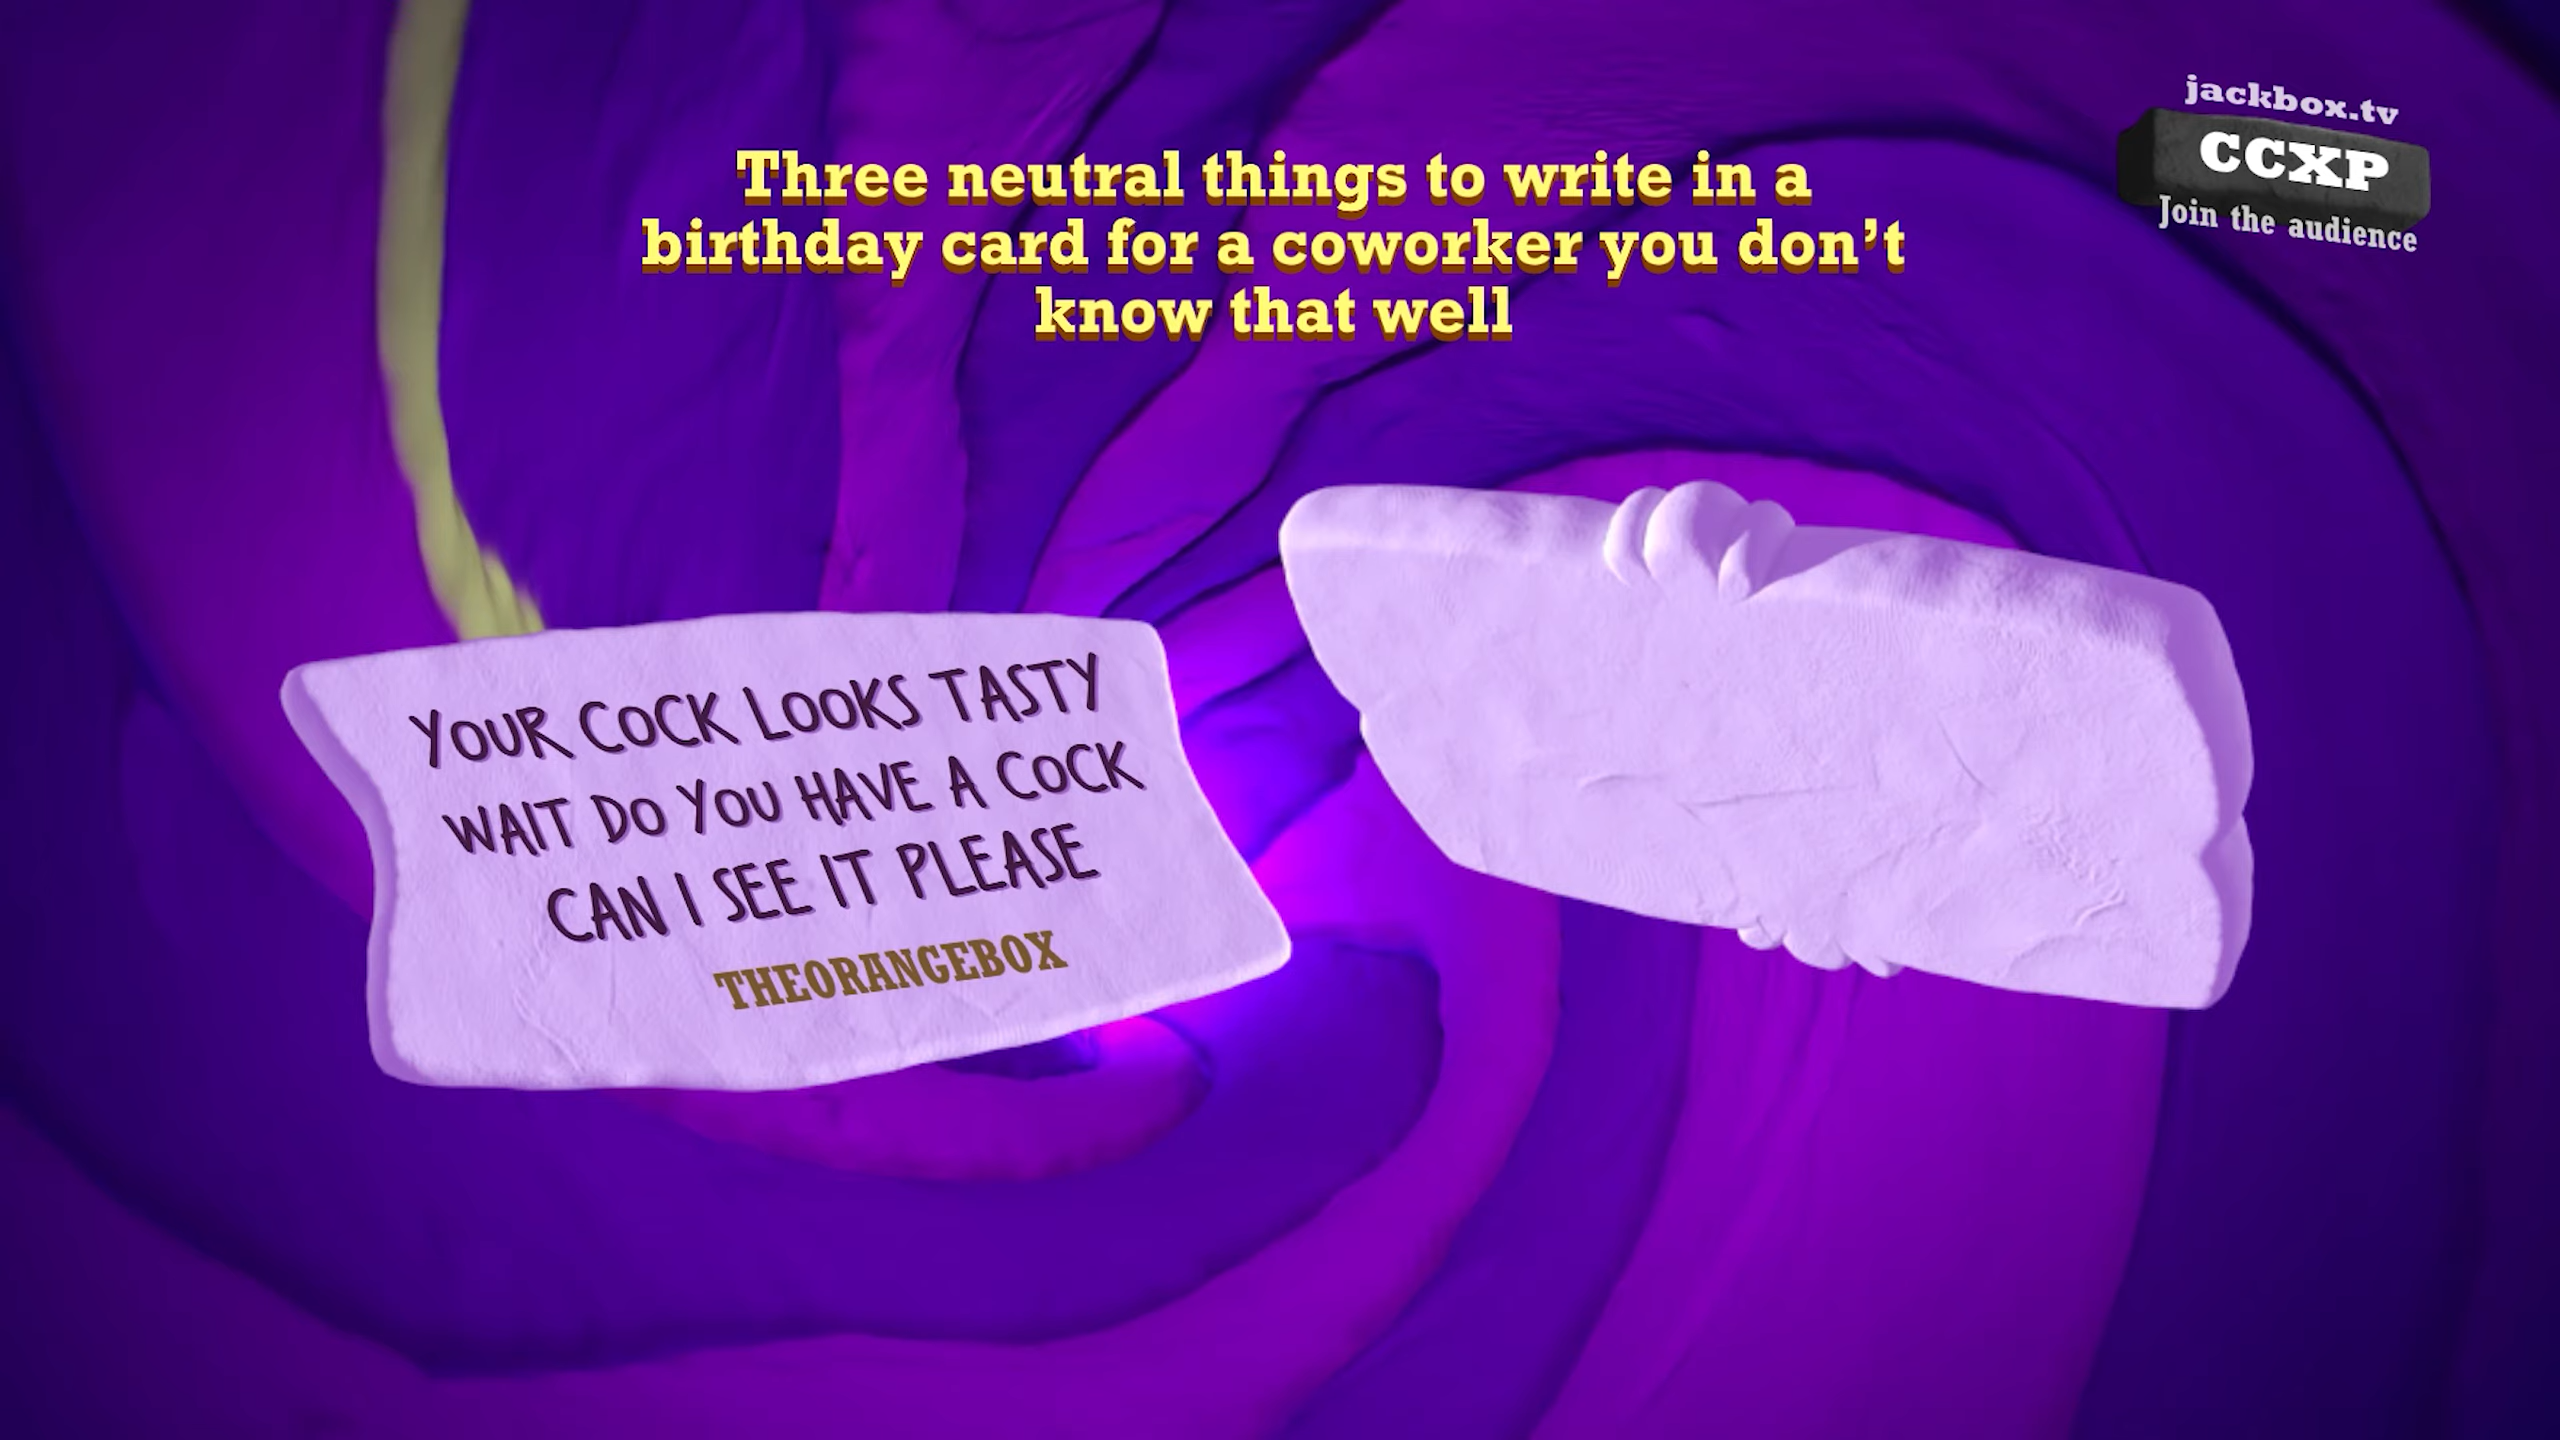 Three neutral things to write in a
birthday card for a coworker you don't
know that well
jackbox.tv
CCXP
Join the audience
YOUR COCK LOOKS TASTY
WAIT DO YOU HAVE A COCK
CAN I SEE IT PLEASE
THEORANGEBOX